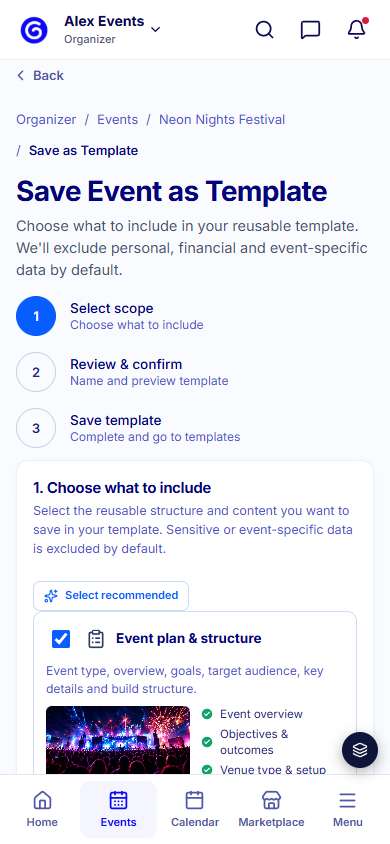 Alex Events
Organizer
Back
Organizer / Events / Neon Nights Festival
/ Save as Template
Save Event as Template
Choose what to include in your reusable template.
We'll exclude personal, financial and event-specific
data by default.
1
Select scope
Choose what to include
2
Review & confirm
Name and preview template
3
Save template
Complete and go to templates
1. Choose what to include
Select the reusable structure and content you want to
save in your template. Sensitive or event-specific data
is excluded by default.
Select recommended
Event plan & structure
Event type, overview, goals, target audience, key
details and build structure.
Event overview
Objectives &
outcomes
Venue type & setup
Home
Events
Calendar
Marketplace
Menu